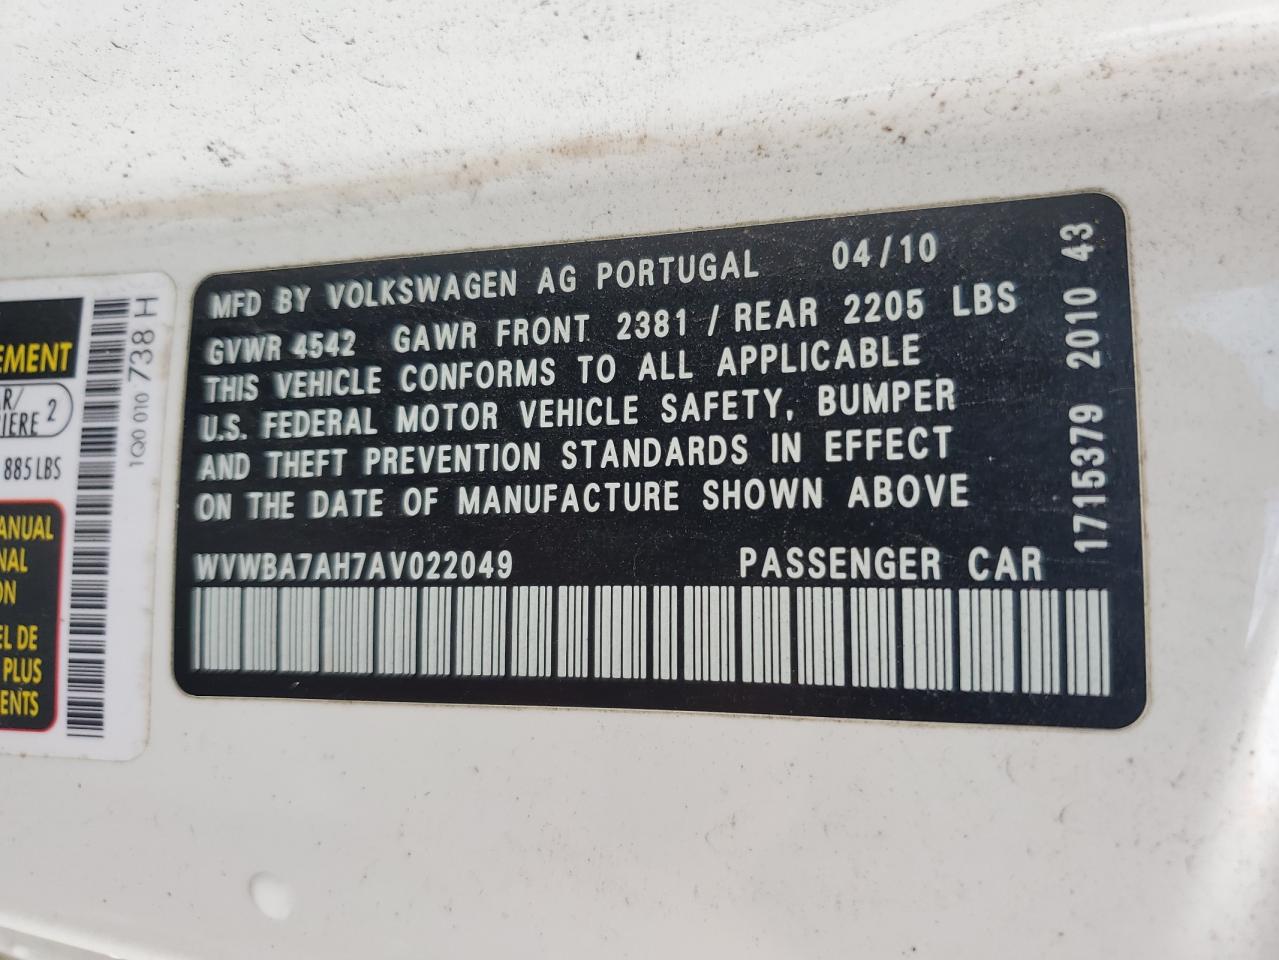 EMENT
2
IÈRE
885 LBS
ANUAL
NAL
ON
EL DE
PLUS
ENTS
1Q0 010 738 H
MFD BY VOLKSWAGEN AG PORTUGAL 04/10
GVWR 4542 GAWR FRONT 2381 / REAR 2205 LBS
THIS VEHICLE CONFORMS TO ALL APPLICABLE
U.S. FEDERAL MOTOR VEHICLE SAFETY, BUMPER
AND THEFT PREVENTION STANDARDS IN EFFECT
ON THE DATE OF MANUFACTURE SHOWN ABOVE
WVWBA7AH7AV022049 PASSENGER CAR
17153379 2010 43